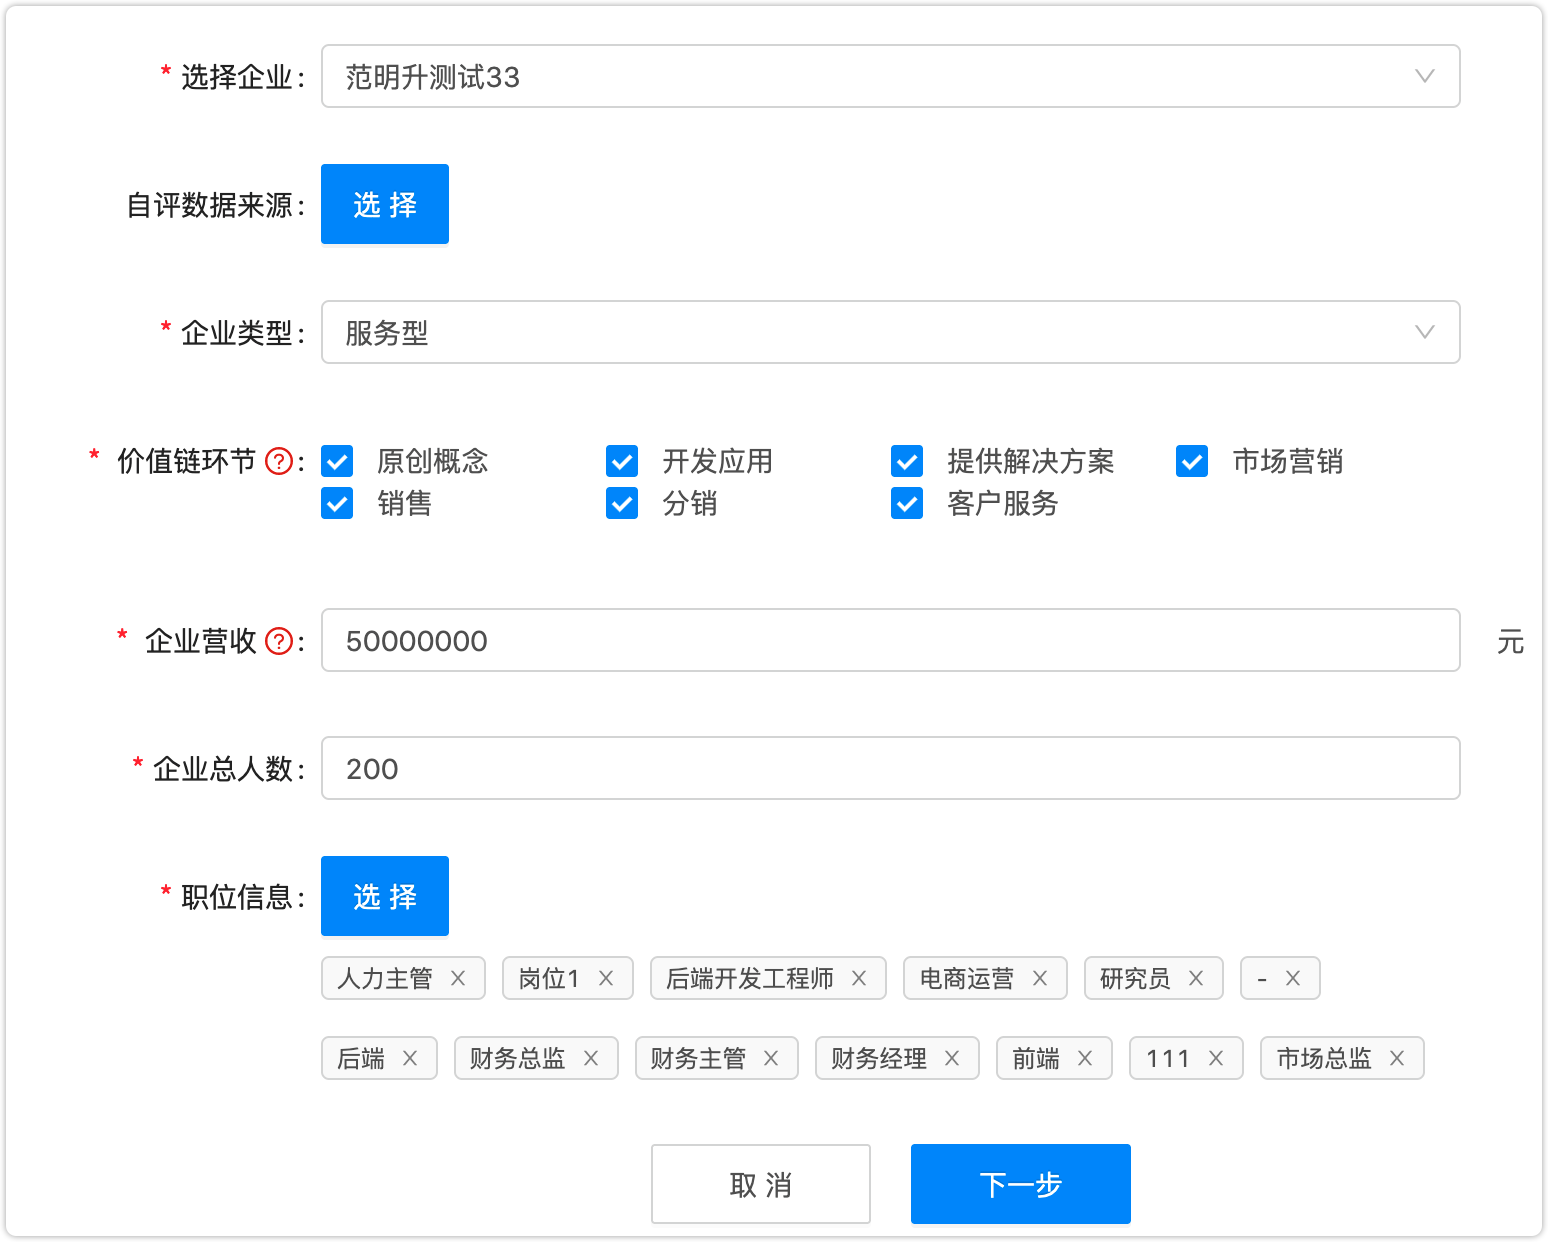 * 选择企业: 范明升测试33
自评数据来源: 选 择
* 企业类型: 服务型
* 价值链环节 ? : 原创概念 开发应用 提供解决方案 市场营销
销售 分销 客户服务
* 企业营收 ? : 50000000 元
* 企业总人数: 200
* 职位信息: 选 择
人力主管 × 岗位1 × 后端开发工程师 × 电商运营 × 研究员 × - ×
后端 × 财务总监 × 财务主管 × 财务经理 × 前端 × 111 × 市场总监 ×
取 消 下一步